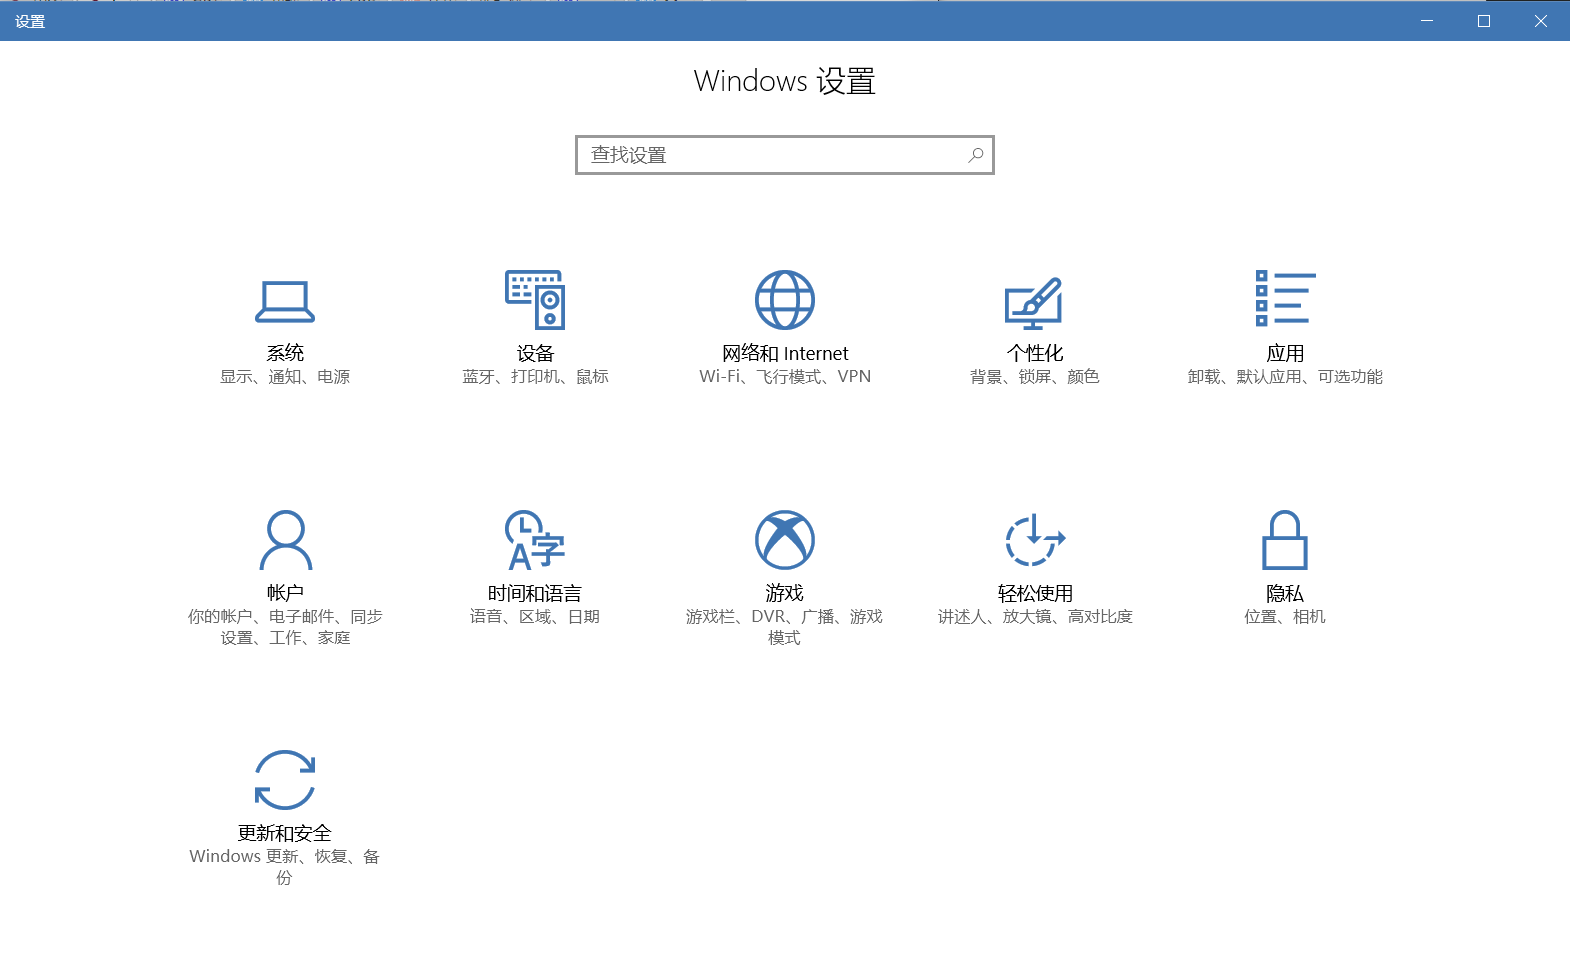 设置
Windows 设置
查找设置
系统
显示、通知、电源
设备
蓝牙、打印机、鼠标
网络和 Internet
Wi-Fi、飞行模式、VPN
个性化
背景、锁屏、颜色
应用
卸载、默认应用、可选功能
帐户
你的帐户、电子邮件、同步
设置、工作、家庭
时间和语言
语音、区域、日期
游戏
游戏栏、DVR、广播、游戏
模式
轻松使用
讲述人、放大镜、高对比度
隐私
位置、相机
更新和安全
Windows 更新、恢复、备
份